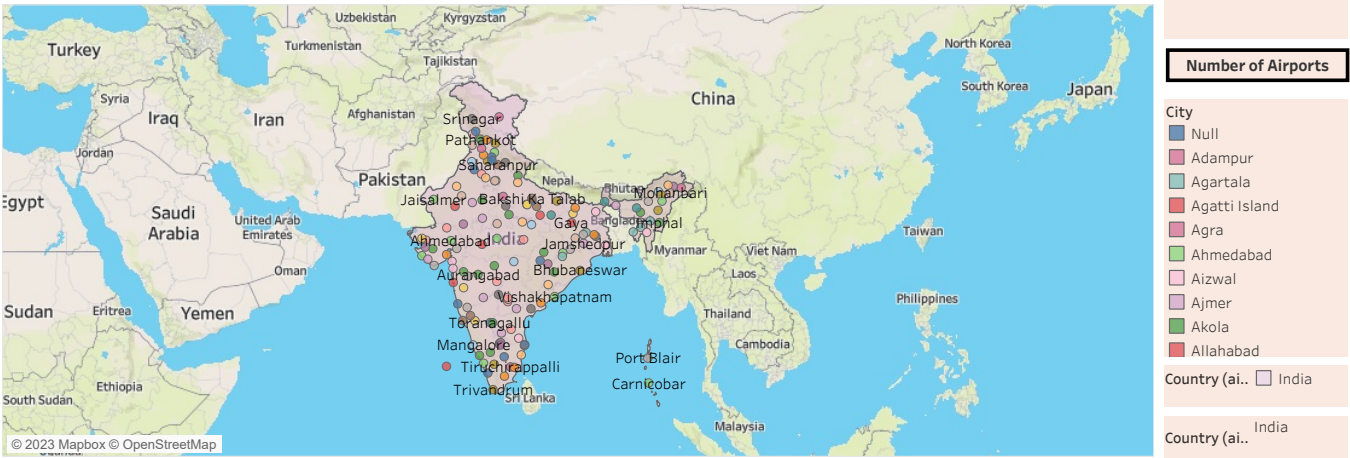 Uzbekistan
Kyrgyzstan
Turkey
Turkmenistan
North Korea
Tajikistan
Number of Airports
South Korea
Japan
Syria
China
Afghanistan
Iraq
Iran
Srinagar
City
Null
Pathankot
Jordan
Adampur
Saharanpur
Pakistan
Nepal
Agartala
Bhutan
Mohanbari
Egypt
Jaisalmer
Bakshi Ka Talab
Agatti Island
Saudi
Arabia
United Arab
Emirates
Gaya
Banglades
Imphal
Taiwan
Agra
Ahmedabad
India
Jamshedpur
Myanmar
Viet Nam
Ahmedabad
Oman
Aurangabad
Bhubaneswar
Laos
Aizwal
Vishakhapatnam
Philippines
Ajmer
Sudan
Eritrea
Yemen
Thailand
Toranagallu
Akola
Mangalore
Cambodia
Allahabad
Port Blair
Tiruchirappalli
Ethiopia
Carnicobar
Country (ai..
India
Trivandrum
Sri Lanka
South Sudan
Malaysia
India
Country (ai..
© 2023 Mapbox © OpenStreetMap